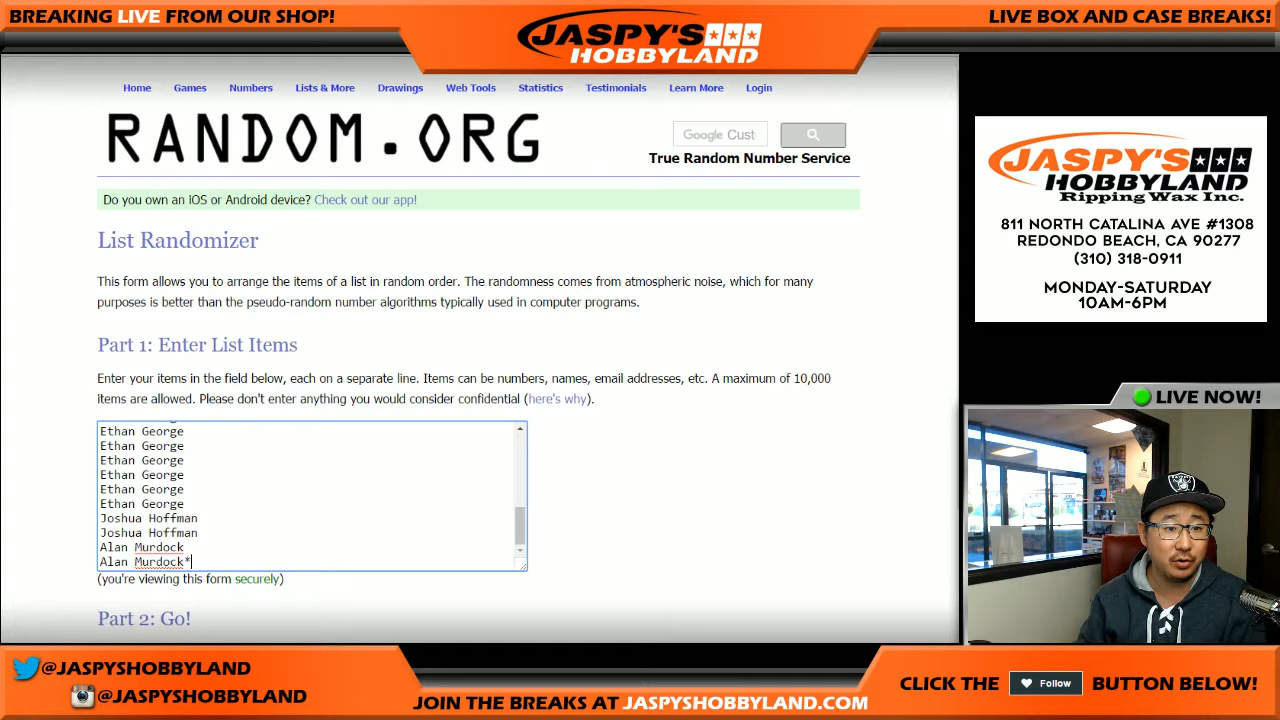 BREAKING LIVE FROM OUR SHOP!
JASPY'S
HOBBYLAND
LIVE BOX AND CASE BREAKS!
Home Games Numbers Lists & More Drawings Web Tools Statistics Testimonials Learn More Login
RANDOM.ORG
Google Cust
True Random Number Service
Do you own an iOS or Android device? Check out our app!
List Randomizer
This form allows you to arrange the items of a list in random order. The randomness comes from atmospheric noise, which for many
purposes is better than the pseudo-random number algorithms typically used in computer programs.
Part 1: Enter List Items
Enter your items in the field below, each on a separate line. Items can be numbers, names, email addresses, etc. A maximum of 10,000
items are allowed. Please don't enter anything you would consider confidential (here's why).
Ethan George
Ethan George
Ethan George
Ethan George
Ethan George
Ethan George
Joshua Hoffman
Joshua Hoffman
Alan Murdock
Alan Murdock*
(you're viewing this form securely)
Part 2: Go!
JASPY'S
HOBBYLAND
Ripping Wax Inc.
811 NORTH CATALINA AVE #1308
REDONDO BEACH, CA 90277
(310) 318-0911
MONDAY-SATURDAY
10AM-6PM
LIVE NOW!
@JASPYSHOBBYLAND
@JASPYSHOBBYLAND
JOIN THE BREAKS AT JASPYSHOBBYLAND.COM
CLICK THE Follow BUTTON BELOW!